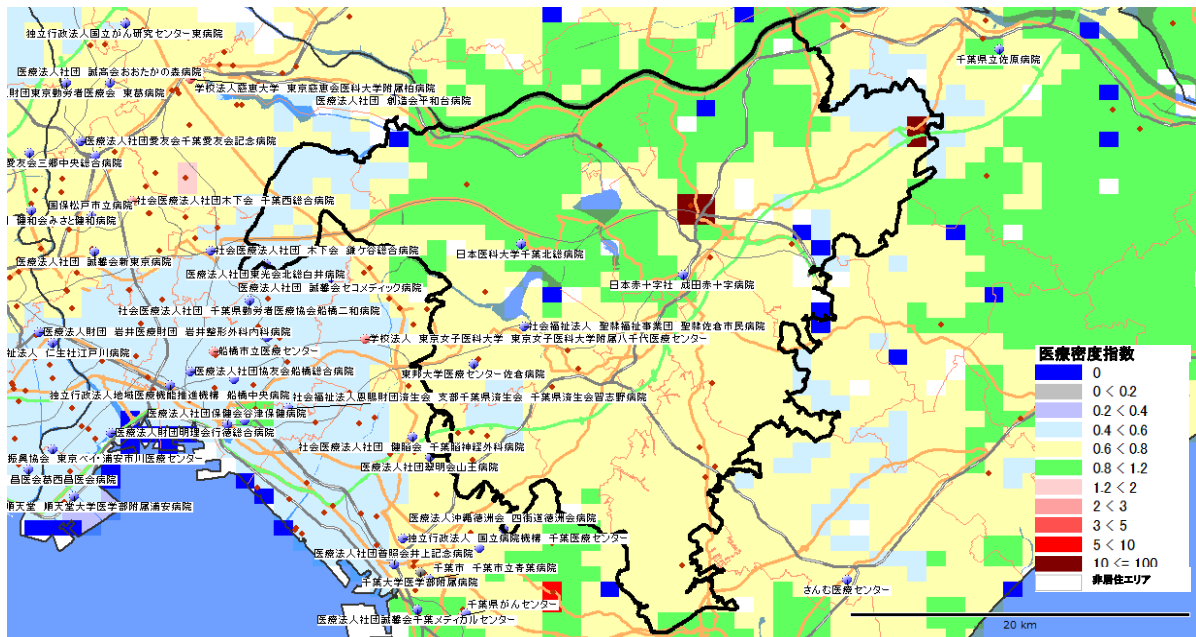 独立行政法人国立がん研究センター東病院
千葉県立佐原病院
医療法人社団 誠高会おおたかの森病院
財団東京勤労者医療会 東葛病院
学校法人慈恵大学 東京慈恵会医科大学附属柏病院
医療法人社団 創造会平和台病院
医療法人社団愛友会千葉愛友会記念病院
愛友会三郷中央総合病院
社会医療法人社団木下会 千葉西総合病院
国保松戸市立病院
健和会みさと健和病院
社会医療法人社団 木下会 鎌ケ谷総合病院
日本医科大学千葉北総病院
医療法人社団 誠馨会新東京病院
医療法人社団東光会北総白井病院
医療法人社団 誠馨会セコメディック病院
日本赤十字社 成田赤十字病院
社会医療法人社団 千葉県勤労者医療協会船橋二和病院
社会福祉法人 聖隷福祉事業団 聖隷佐倉市民病院
医療法人財団 岩井医療財団 岩井整形外科内科病院
学校法人 東京女子医科大学 東京女子医科大学附属八千代医療センター
祉法人 仁生社江戸川病院
船橋市立医療センター
医療法人社団協友会船橋総合病院
東邦大学医療センター佐倉病院
独立行政法人地域医療機能推進機構 船橋中央病院
社会福祉法人恩賜財団済生会 支部千葉県済生会 千葉県済生会習志野病院
医療法人社団保健会谷津保健病院
医療法人財団明理会行徳総合病院
社会医療法人社団 健脳会 千葉脳神経外科病院
振興協会 東京ベイ・浦安市川医療センター
医療法人社団翠明会山王病院
昌医会葛西昌医会病院
順天堂 順天堂大学医学部附属浦安病院
医療法人沖縄徳洲会 四街道徳洲会病院
独立行政法人 国立病院機構 千葉医療センター
医療法人社団普照会井上記念病院
千葉市 千葉市立青葉病院
千葉大学医学部附属病院
さんむ医療センター
千葉県がんセンター
医療法人社団誠馨会千葉メディカルセンター
医療密度指数
0
0 < 0.2
0.2 < 0.4
0.4 < 0.6
0.6 < 0.8
0.8 < 1.2
1.2 < 2
2 < 3
3 < 5
5 < 10
10 <= 100
非居住エリア
20 km